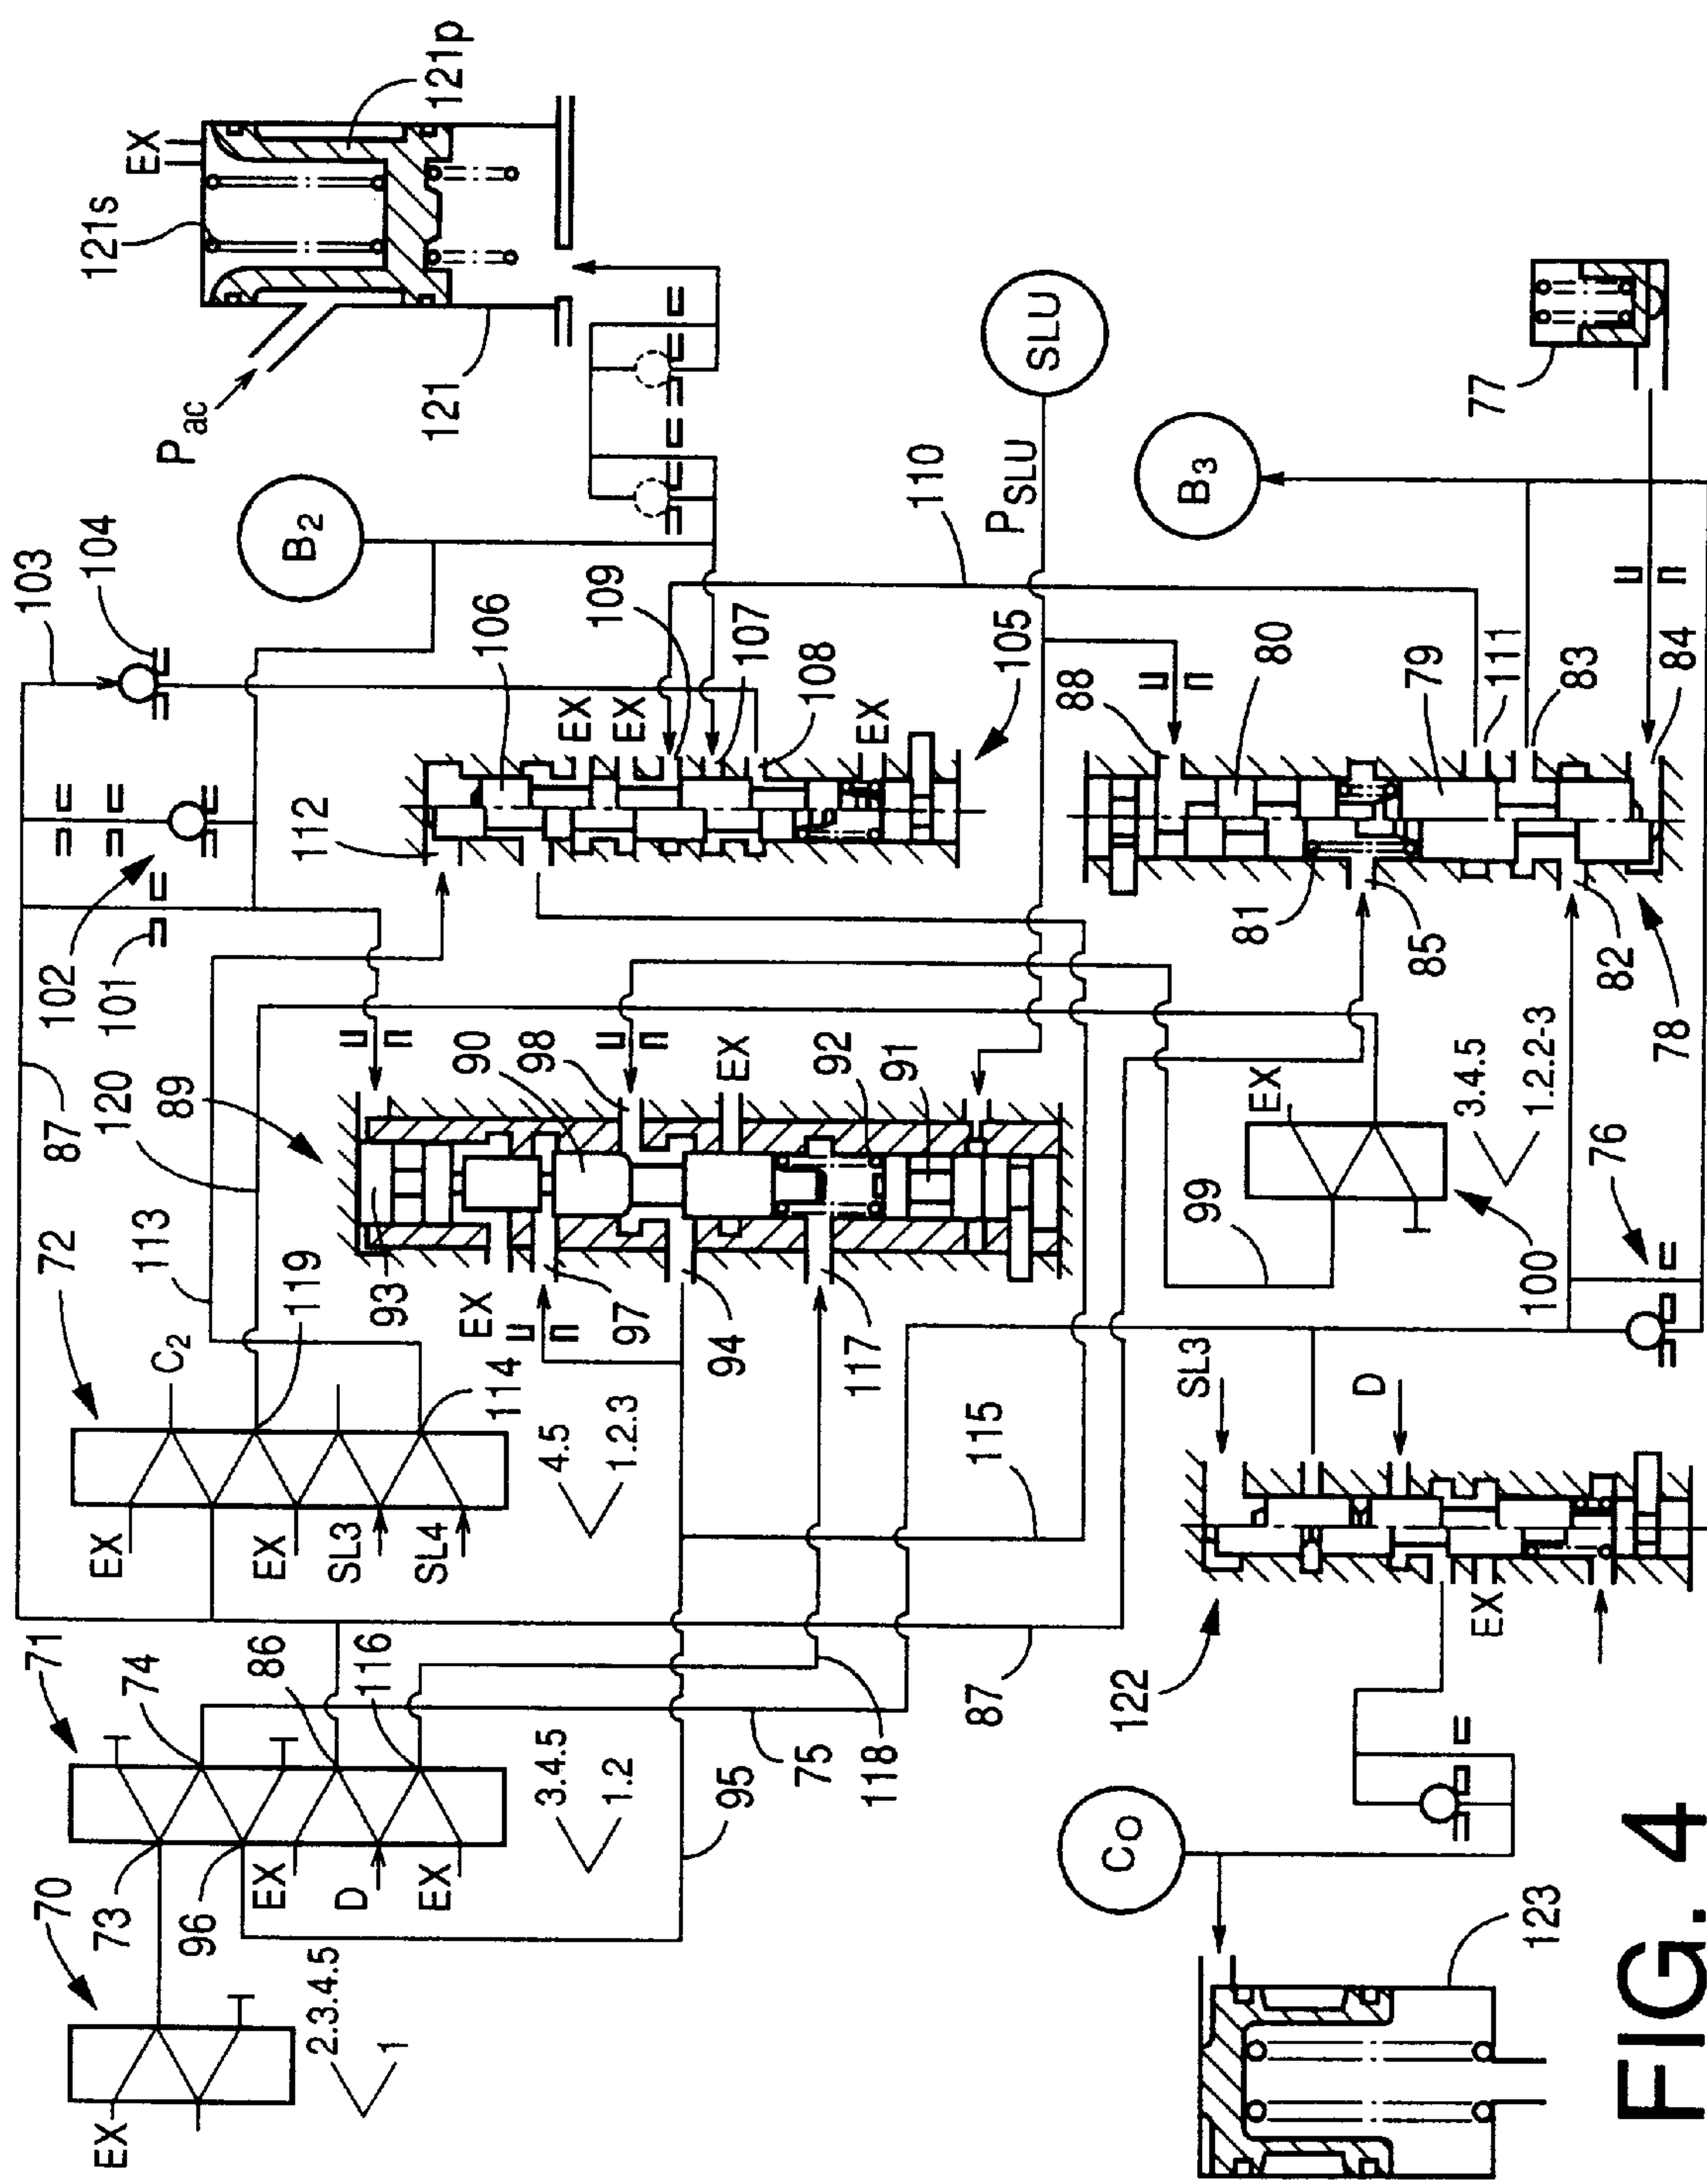 EX
70
2.3.4.5
1
73
96
71
74
EX
D
EX
86
116
3.4.5
1.2
95
75
118
87
72
EX
EX
SL3
SL4
C2
119
114
4.5
1.2.3
113
120
87
89
93
EX
97
94
117
115
90
98
EX
92
91
99
100
EX
3.4.5
1.2.2-3
76
102
101
103
104
112
106
EX
EX
109
107
108
EX
105
B2
110
PSLU
SLU
Pac
121
121s
EX
121p
88
80
79
111
83
84
81
85
82
78
B3
77
SL3
D
EX
122
C0
123
FIG. 4